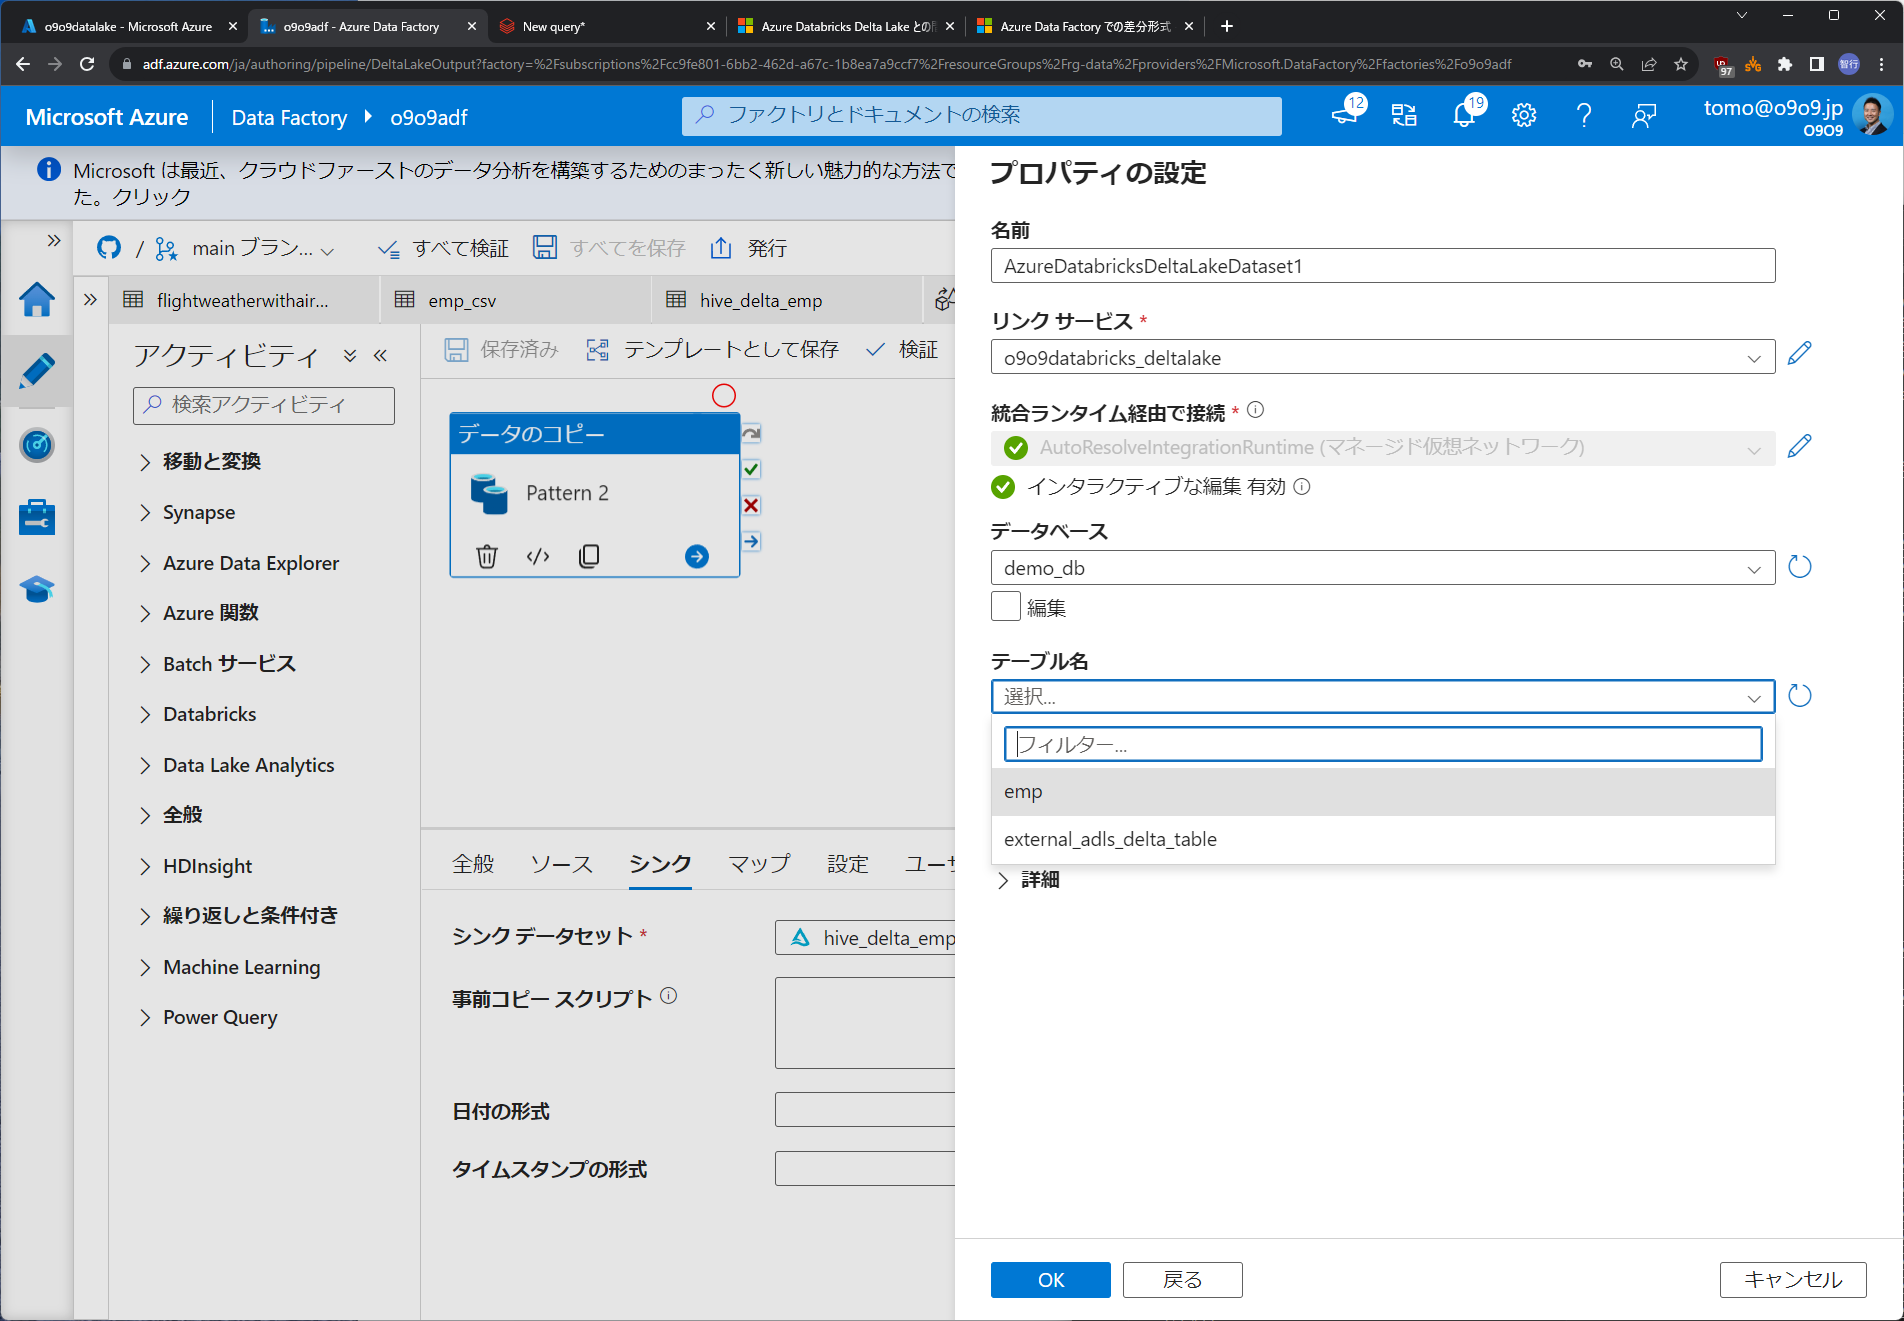 o9o9datalake - Microsoft Azure
o9o9adf - Azure Data Factory
New query*
Azure Databricks Delta Lake との
Azure Data Factory での差分形式
adf.azure.com/ja/authoring/pipeline/DeltaLakeOutput?factory=%2Fsubscriptions%2Fcc9fe801-6bb2-462d-a67c-1b8ea7a9ccf7%2FresourceGroups%2Frg-data%2Fproviders%2FMicrosoft.DataFactory%2Ffactories%2Fo9o9adf
97
智行
Microsoft Azure
Data Factory
o9o9adf
ファクトリとドキュメントの検索
12
19
tomo@o9o9.jp
O9O9
Microsoft は最近、クラウドファーストのデータ分析を構築するためのまったく新しい魅力的な方法で
た。クリック
/
main ブラン...
すべて検証
すべてを保存
発行
flightweatherwithair...
emp_csv
hive_delta_emp
アクティビティ
検索アクティビティ
移動と変換
Synapse
Azure Data Explorer
Azure 関数
Batch サービス
Databricks
Data Lake Analytics
全般
HDInsight
繰り返しと条件付き
Machine Learning
Power Query
保存済み
テンプレートとして保存
検証
データのコピー
Pattern 2
全般
ソース
シンク
マップ
設定
ユーザ
シンク データセット *
hive_delta_emp
事前コピー スクリプト
日付の形式
タイムスタンプの形式
プロパティの設定
名前
AzureDatabricksDeltaLakeDataset1
リンク サービス *
o9o9databricks_deltalake
統合ランタイム経由で接続 *
AutoResolveIntegrationRuntime (マネージド仮想ネットワーク)
インタラクティブな編集 有効
データベース
demo_db
編集
テーブル名
選択...
フィルター...
emp
external_adls_delta_table
詳細
OK
戻る
キャンセル